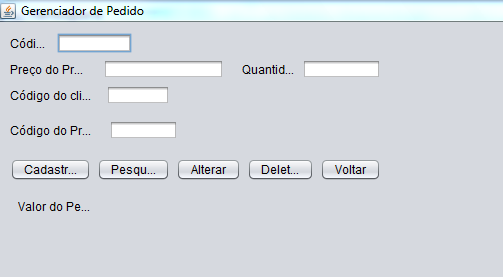 Gerenciador de Pedido
Códi...
Preço do Pr... Quantid...
Código do cli...
Código do Pr...
Cadastr... Pesqu... Alterar Delet... Voltar
Valor do Pe...